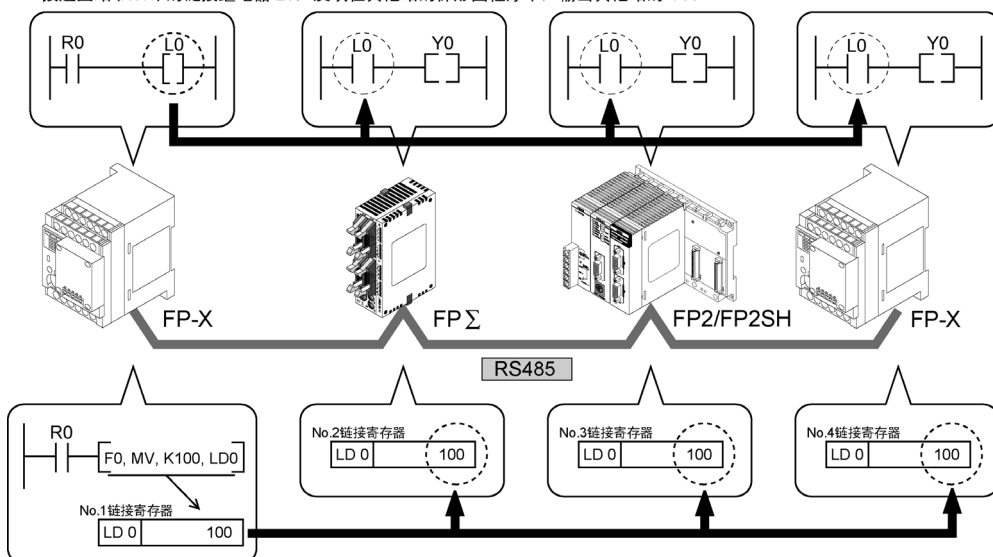 R0 L0
L0 Y0
L0 Y0
L0 Y0
FP-X
FPΣ
FP2/FP2SH
FP-X
RS485
R0
F0, MV, K100, LD0
No.1链接寄存器
LD 0 100
No.2链接寄存器
LD 0 100
No.3链接寄存器
LD 0 100
No.4链接寄存器
LD 0 100